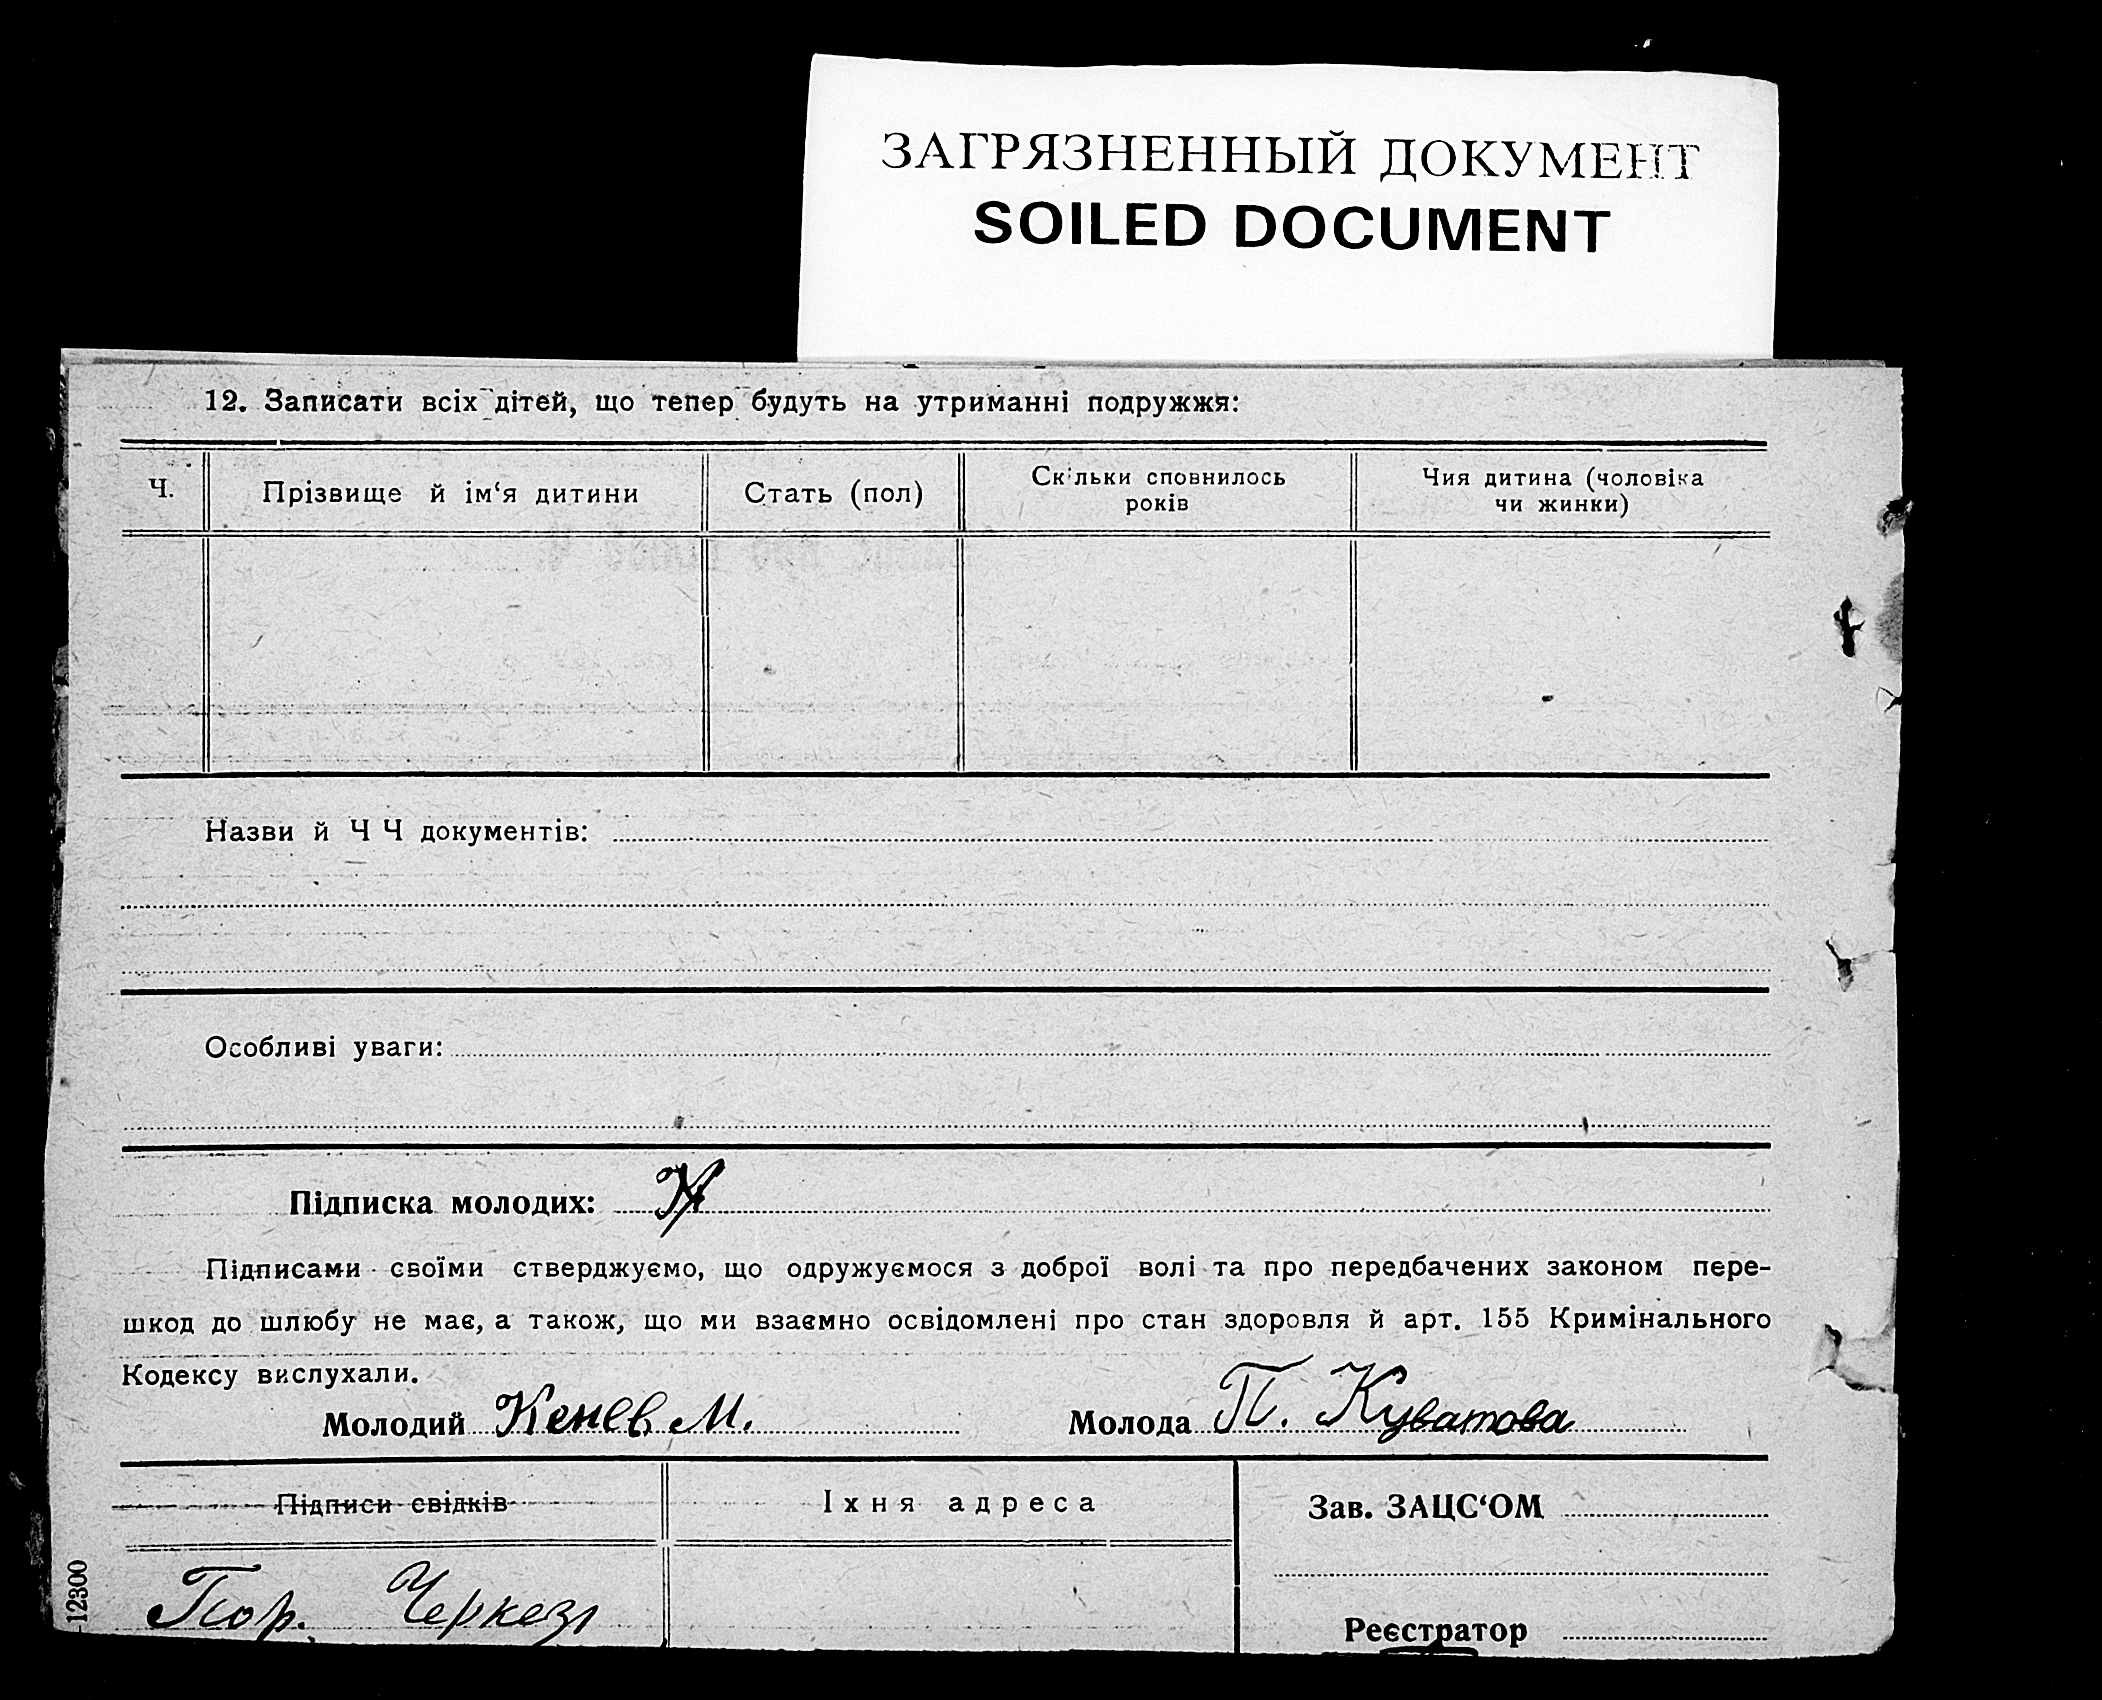 ЗАГРЯЗНЕННЫЙ ДОКУМЕНТ
SOILED DOCUMENT
12. Записати всіх дітей, що тепер будуть на утриманні подружжя:
Ч.
Прізвище й ім‘я дитини
Стать (пол)
Скільки сповнилось
років
Чия дитина (чоловіка
чи жинки)
Назви й ЧЧ документів:
Особливі уваги:
Підписка молодих:
Підписами своїми стверджуємо, що одружуємося з доброї волі та про передбачених законом пере-
шкод до шлюбу не має, а також, що ми взаємно освідомлені про стан здоровля й арт. 155 Кримінального
Кодексу вислухали.
Молодий Кенев М.
Молода П. Куватова
Підписи свідків
Їхня адреса
Зав. ЗАЦС‘ОМ
Черкез
Реєстратор
12300